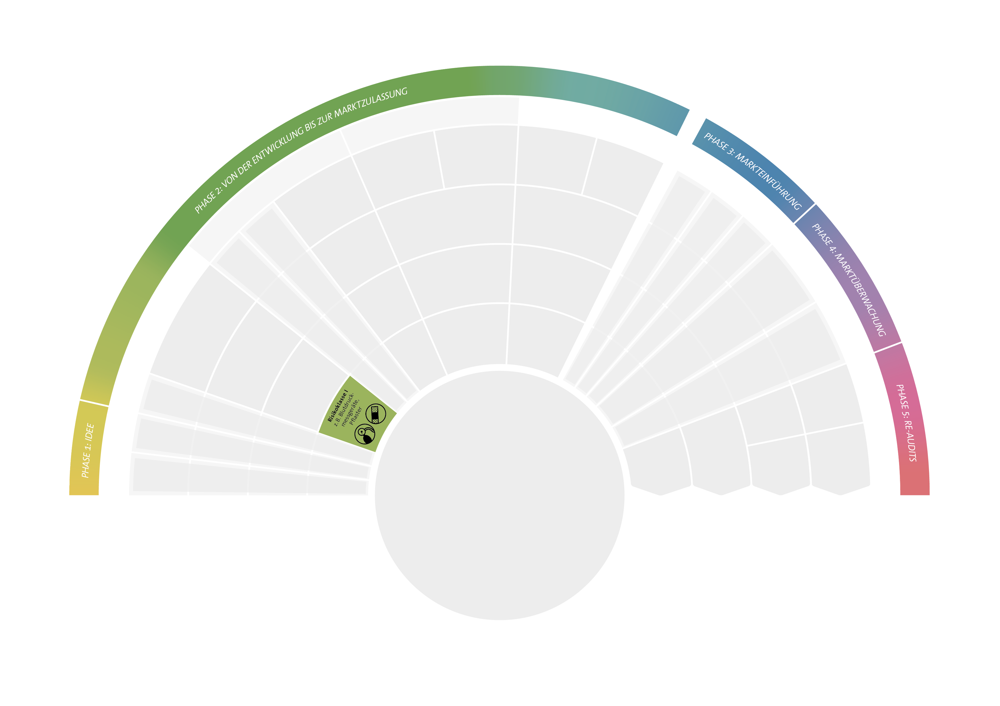 PHASE 1: IDEE
PHASE 2: VON DER ENTWICKLUNG BIS ZUR MARKTZULASSUNG
PHASE 3: MARKTEINFÜHRUNG
PHASE 4: MARKTÜBERWACHUNG
PHASE 5: RE-AUDITS
Risikoklasse I
z. B. Blutdruck-
messgeräte,
Pflaster